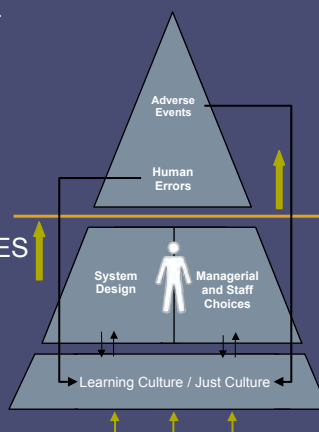 Adverse
Events
Human
Errors
ES
System
Design
Managerial
and Staff
Choices
Learning Culture / Just Culture